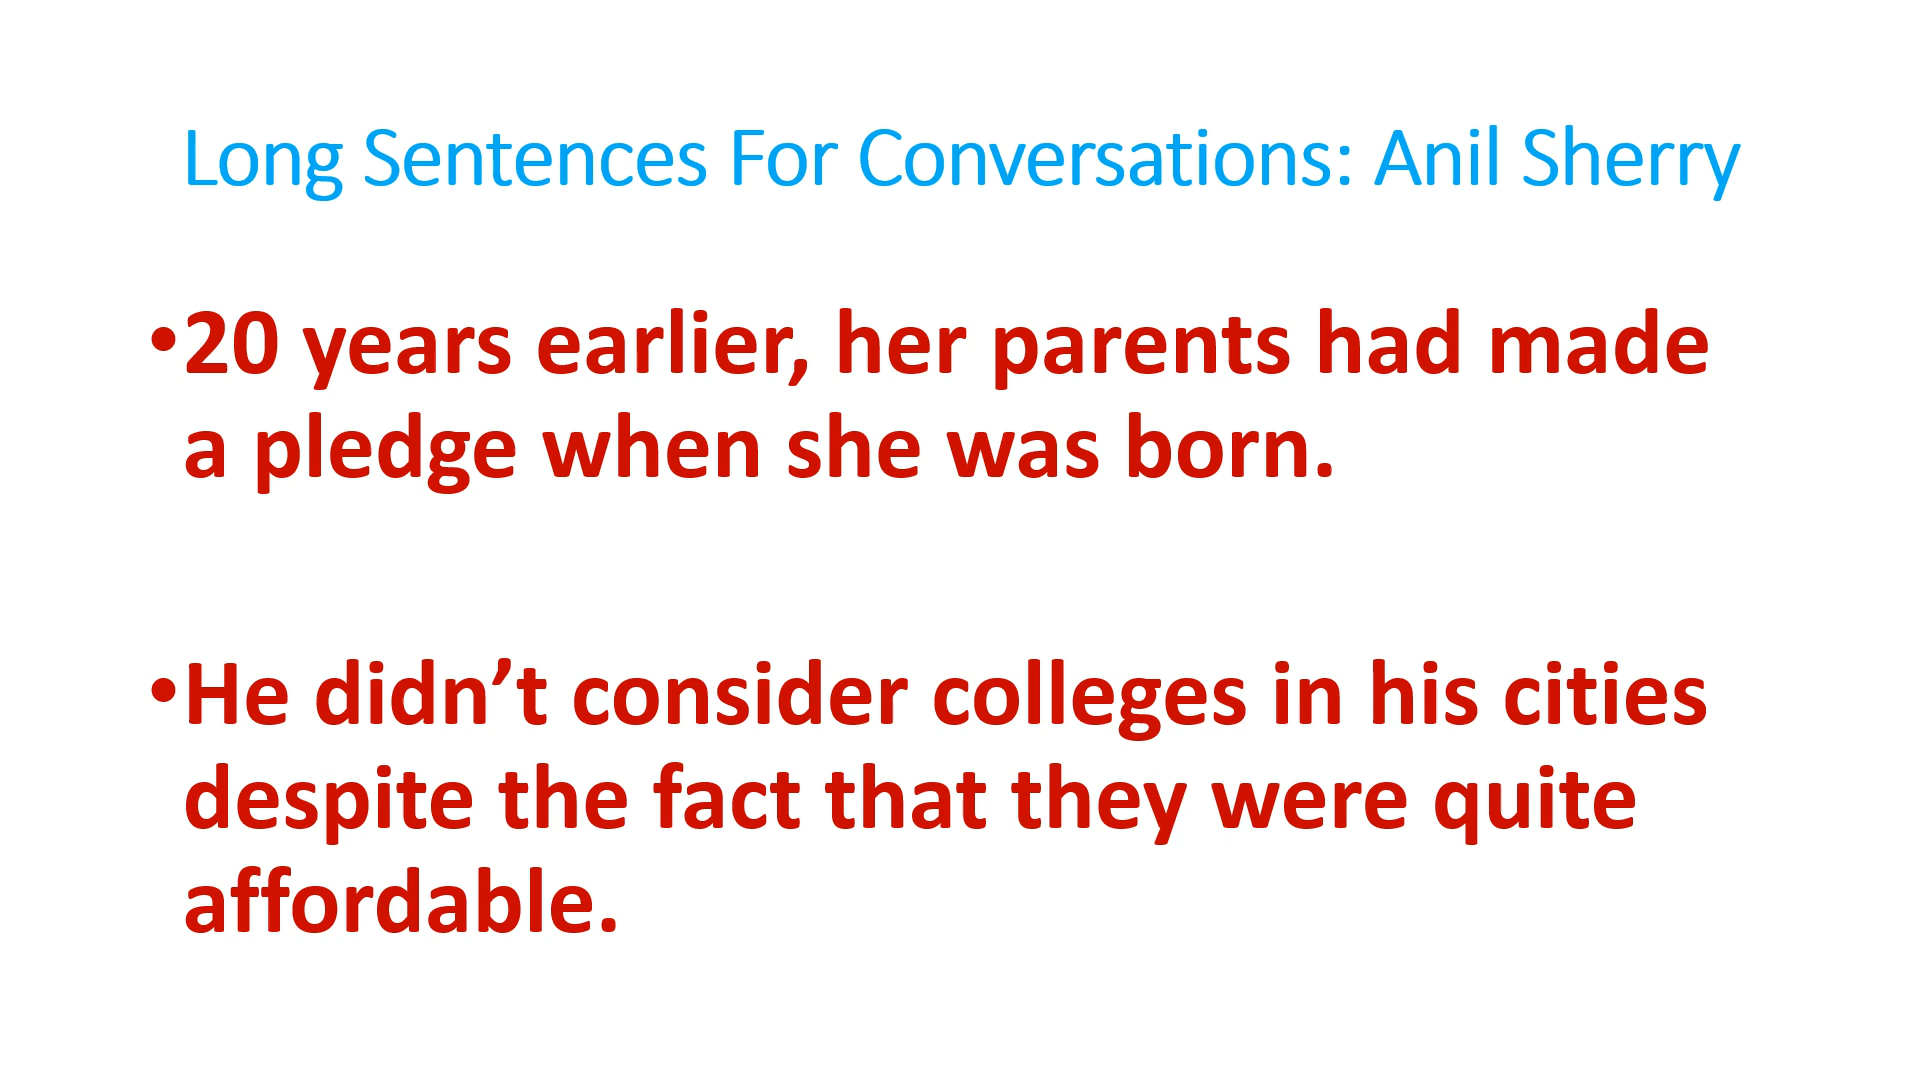 Long Sentences For Conversations: Anil Sherry
•20 years earlier, her parents had made
a pledge when she was born.
•He didn’t consider colleges in his cities
despite the fact that they were quite
affordable.